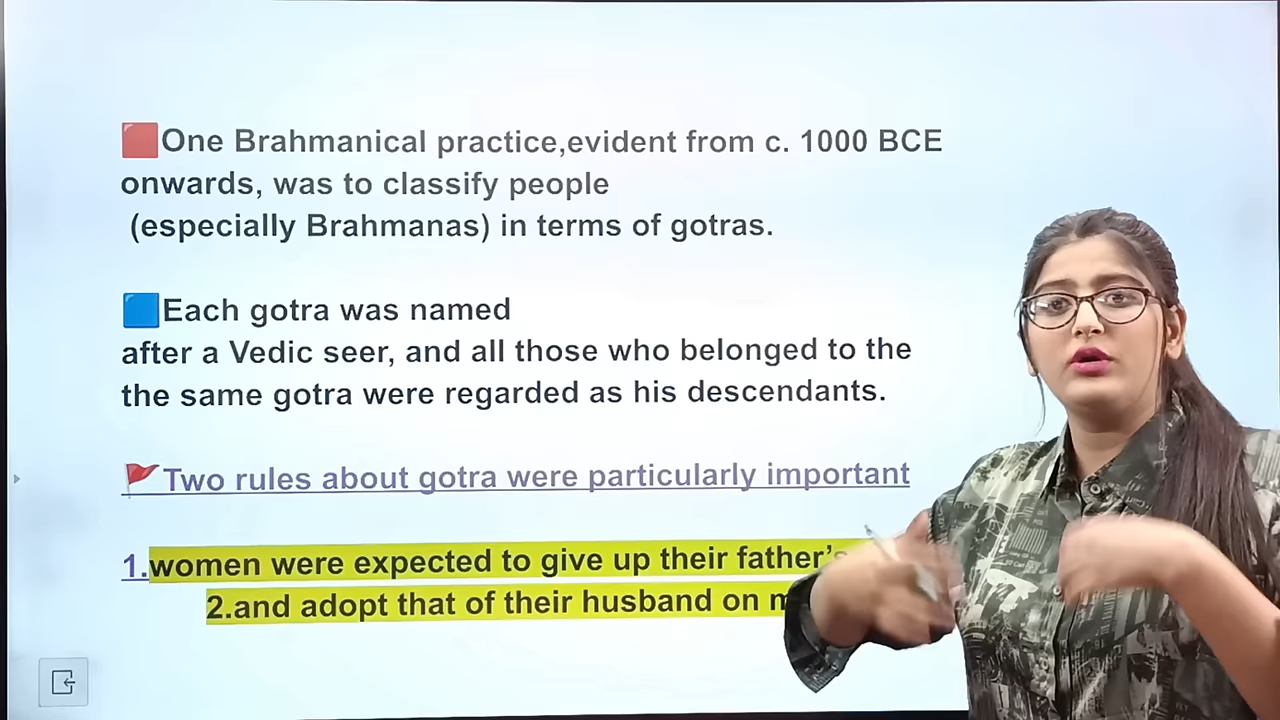 One Brahmanical practice,evident from c. 1000 BCE
onwards, was to classify people
(especially Brahmanas) in terms of gotras.
Each gotra was named
after a Vedic seer, and all those who belonged to the
the same gotra were regarded as his descendants.
Two rules about gotra were particularly important
1.women were expected to give up their father's
2.and adopt that of their husband on